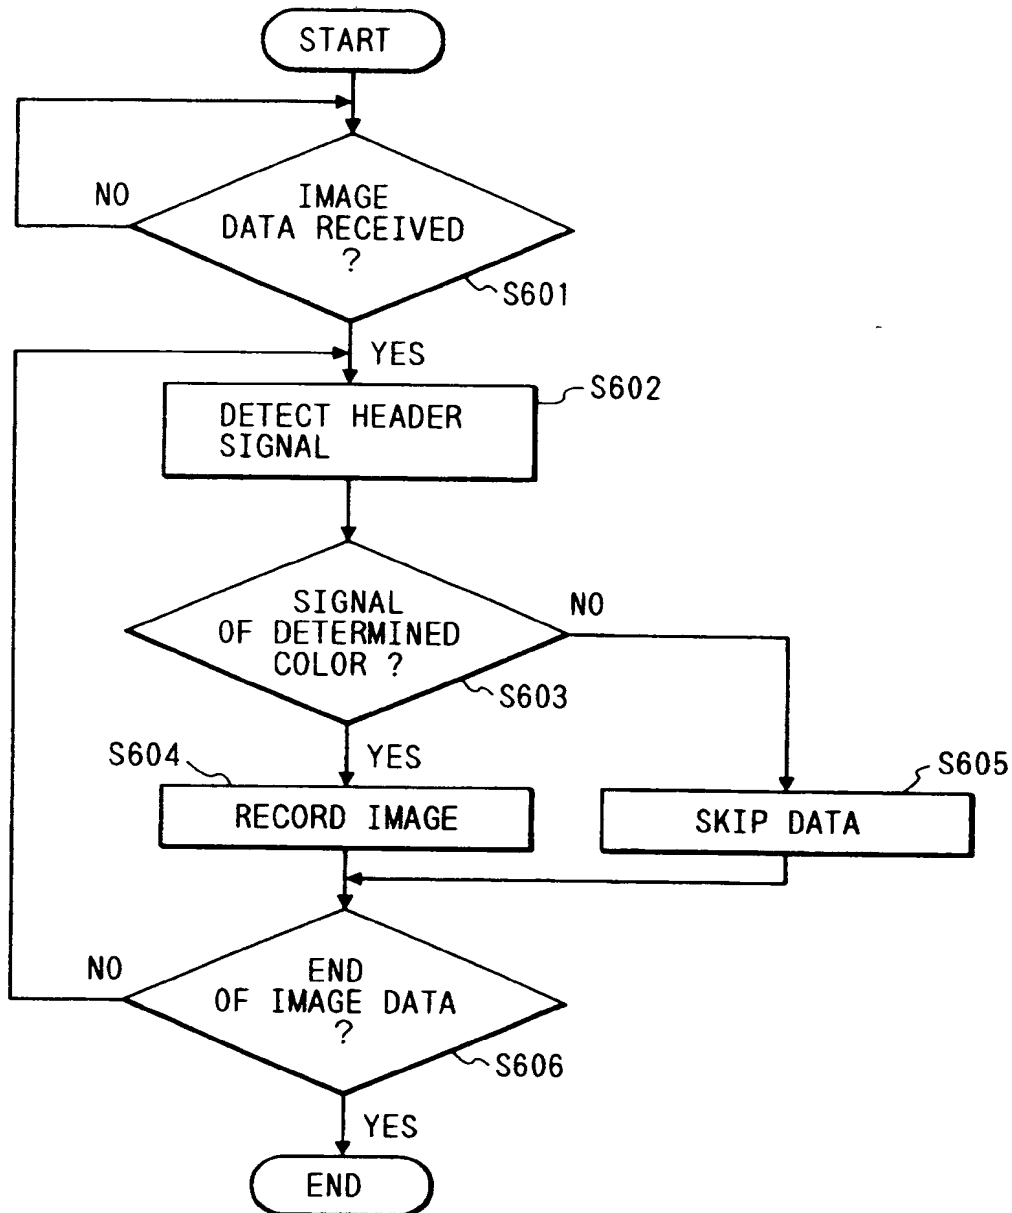 START
NO
IMAGE
DATA RECEIVED
?
S601
YES
S602
DETECT HEADER
SIGNAL
SIGNAL
OF DETERMINED
COLOR ?
NO
S603
S604
YES
S605
RECORD IMAGE
SKIP DATA
NO
END
OF IMAGE DATA
?
S606
YES
END